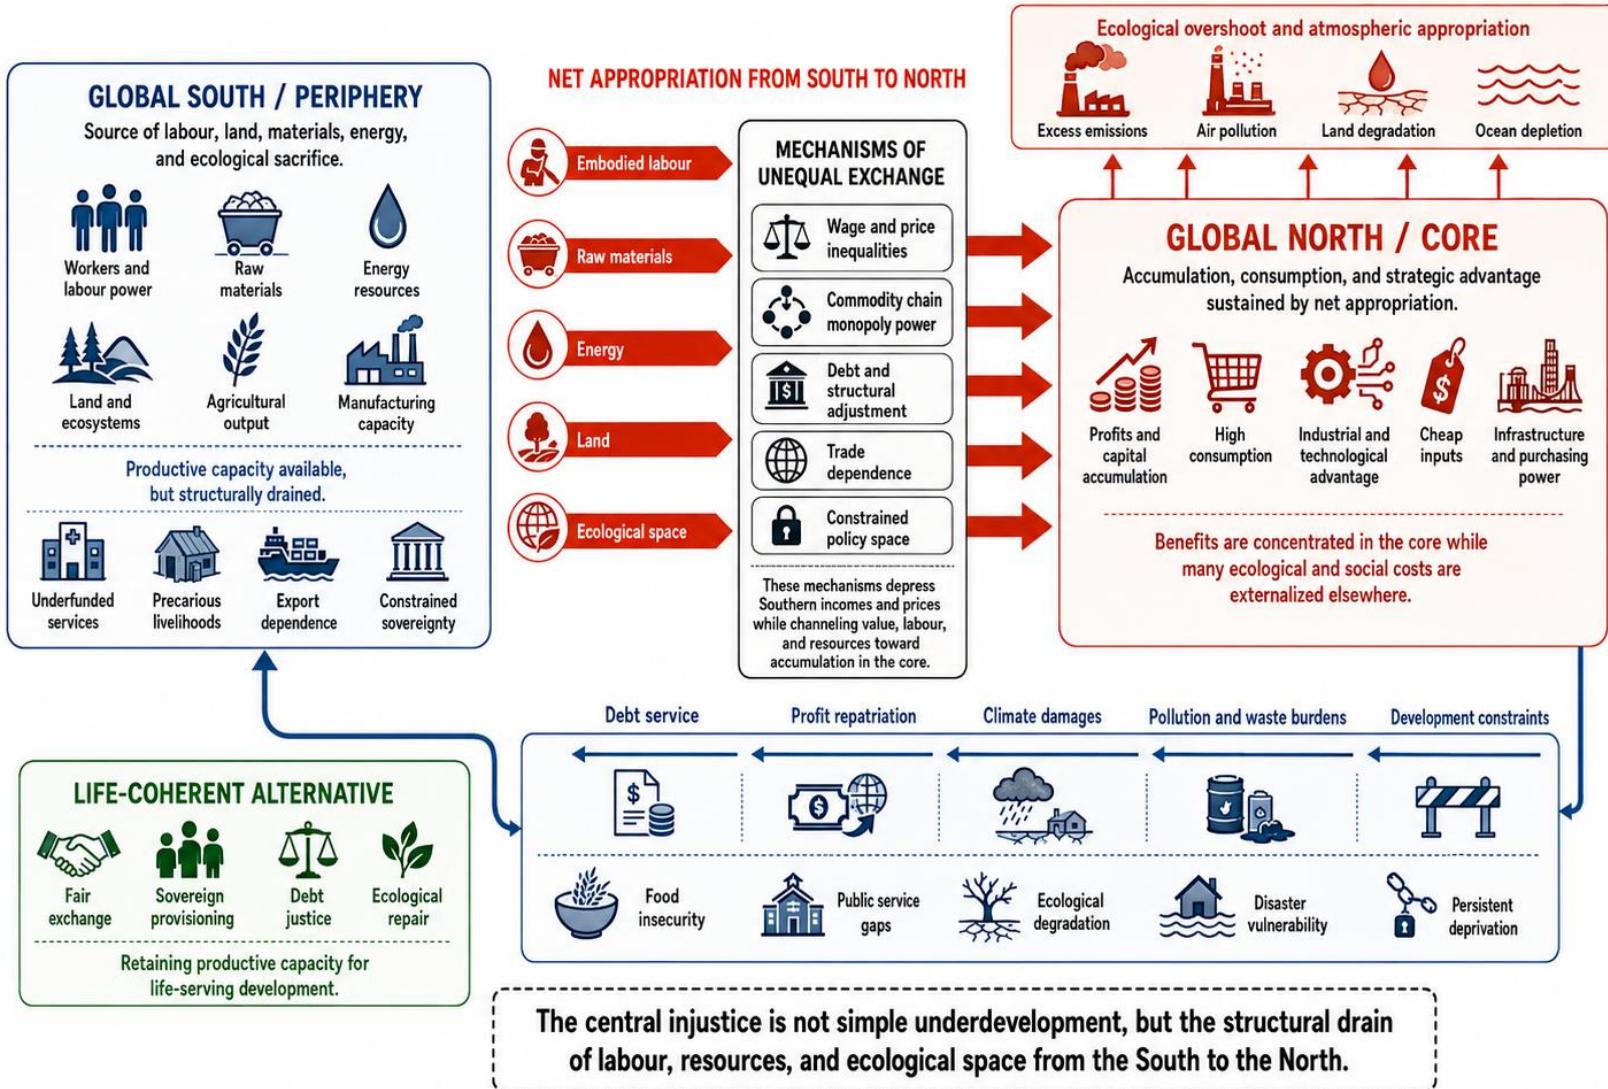 GLOBAL SOUTH / PERIPHERY
Source of labour, land, materials, energy,
and ecological sacrifice.
Workers and
labour power
Raw
materials
Energy
resources
Land and
ecosystems
Agricultural
output
Manufacturing
capacity
Productive capacity available,
but structurally drained.
Underfunded
services
Precarious
livelihoods
Export
dependence
Constrained
sovereignty
NET APPROPRIATION FROM SOUTH TO NORTH
Embodied labour
Raw materials
Energy
Land
Ecological space
MECHANISMS OF
UNEQUAL EXCHANGE
Wage and price
inequalities
Commodity chain
monopoly power
$
Debt and
structural
adjustment
Trade
dependence
Constrained
policy space
These mechanisms depress
Southern incomes and prices
while channeling value, labour,
and resources toward
accumulation in the core.
Ecological overshoot and atmospheric appropriation
Excess emissions
Air pollution
Land degradation
Ocean depletion
GLOBAL NORTH / CORE
Accumulation, consumption, and strategic advantage
sustained by net appropriation.
Profits and
capital
accumulation
High
consumption
Industrial and
technological
advantage
$
Cheap
inputs
Infrastructure
and purchasing
power
Benefits are concentrated in the core while
many ecological and social costs are
externalized elsewhere.
Debt service
Profit repatriation
Climate damages
Pollution and waste burdens
Development constraints
$
$
Food
insecurity
Public service
gaps
Ecological
degradation
Disaster
vulnerability
Persistent
deprivation
LIFE-COHERENT ALTERNATIVE
Fair
exchange
Sovereign
provisioning
Debt
justice
Ecological
repair
Retaining productive capacity for
life-serving development.
The central injustice is not simple underdevelopment, but the structural drain
of labour, resources, and ecological space from the South to the North.